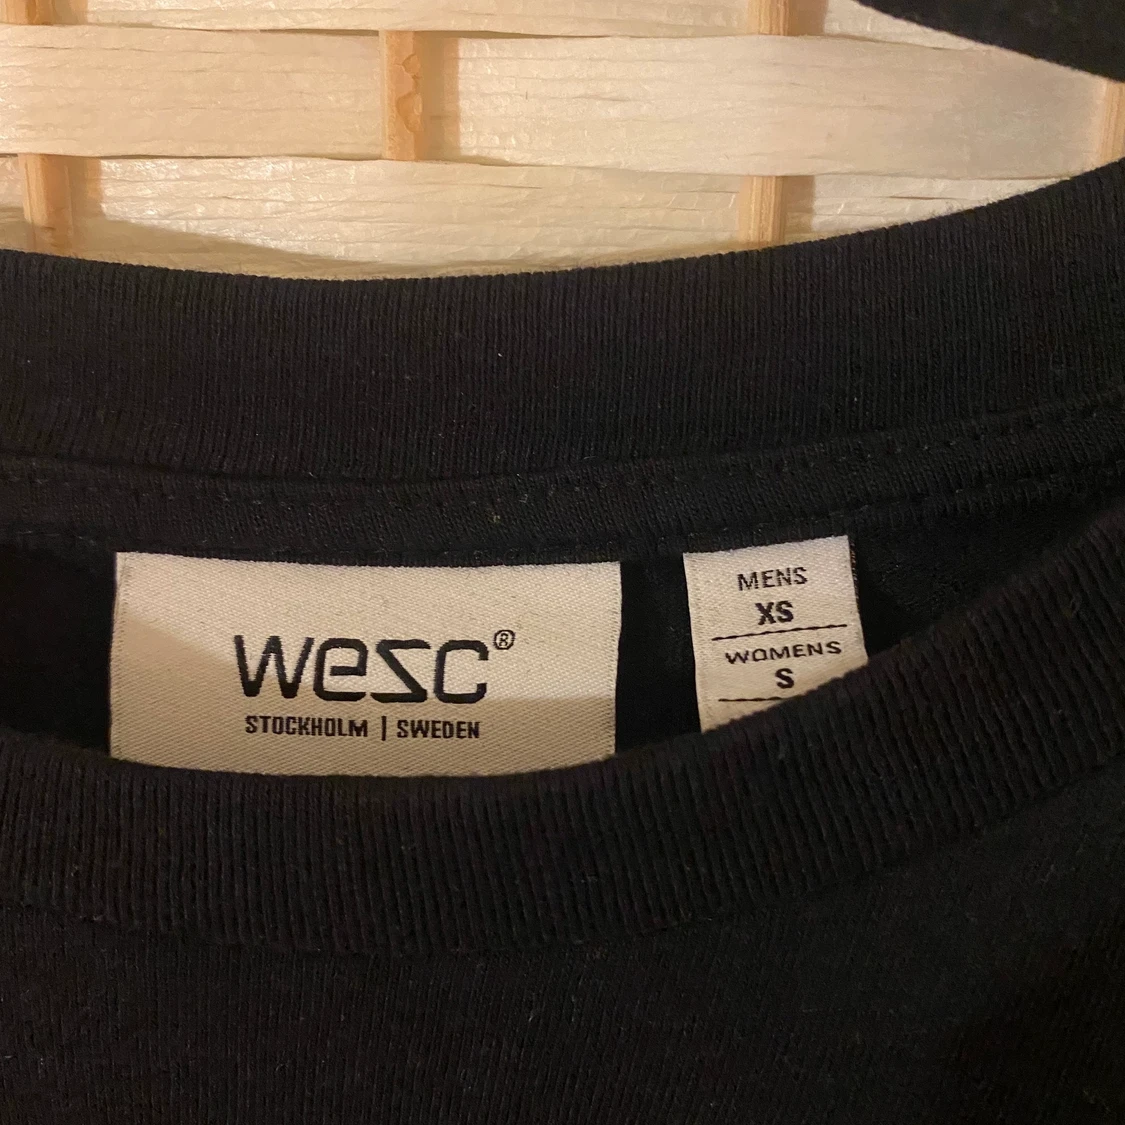 wesc®
STOCKHOLM | SWEDEN
MENS
XS
WOMENS
S